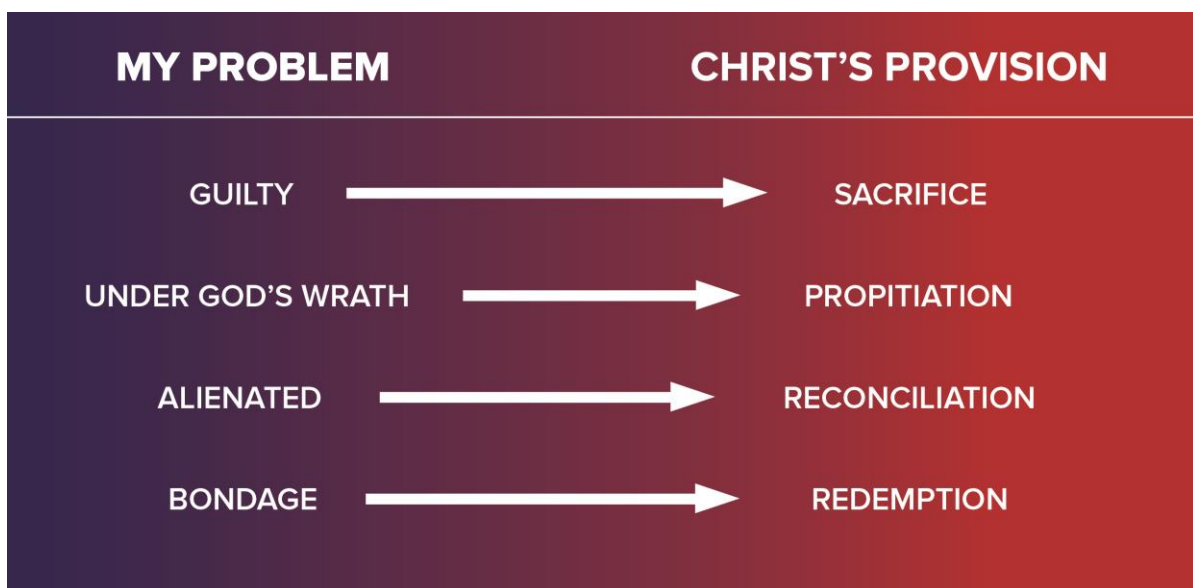 MY PROBLEM CHRIST’S PROVISION
GUILTY SACRIFICE
UNDER GOD’S WRATH PROPITIATION
ALIENATED RECONCILIATION
BONDAGE REDEMPTION